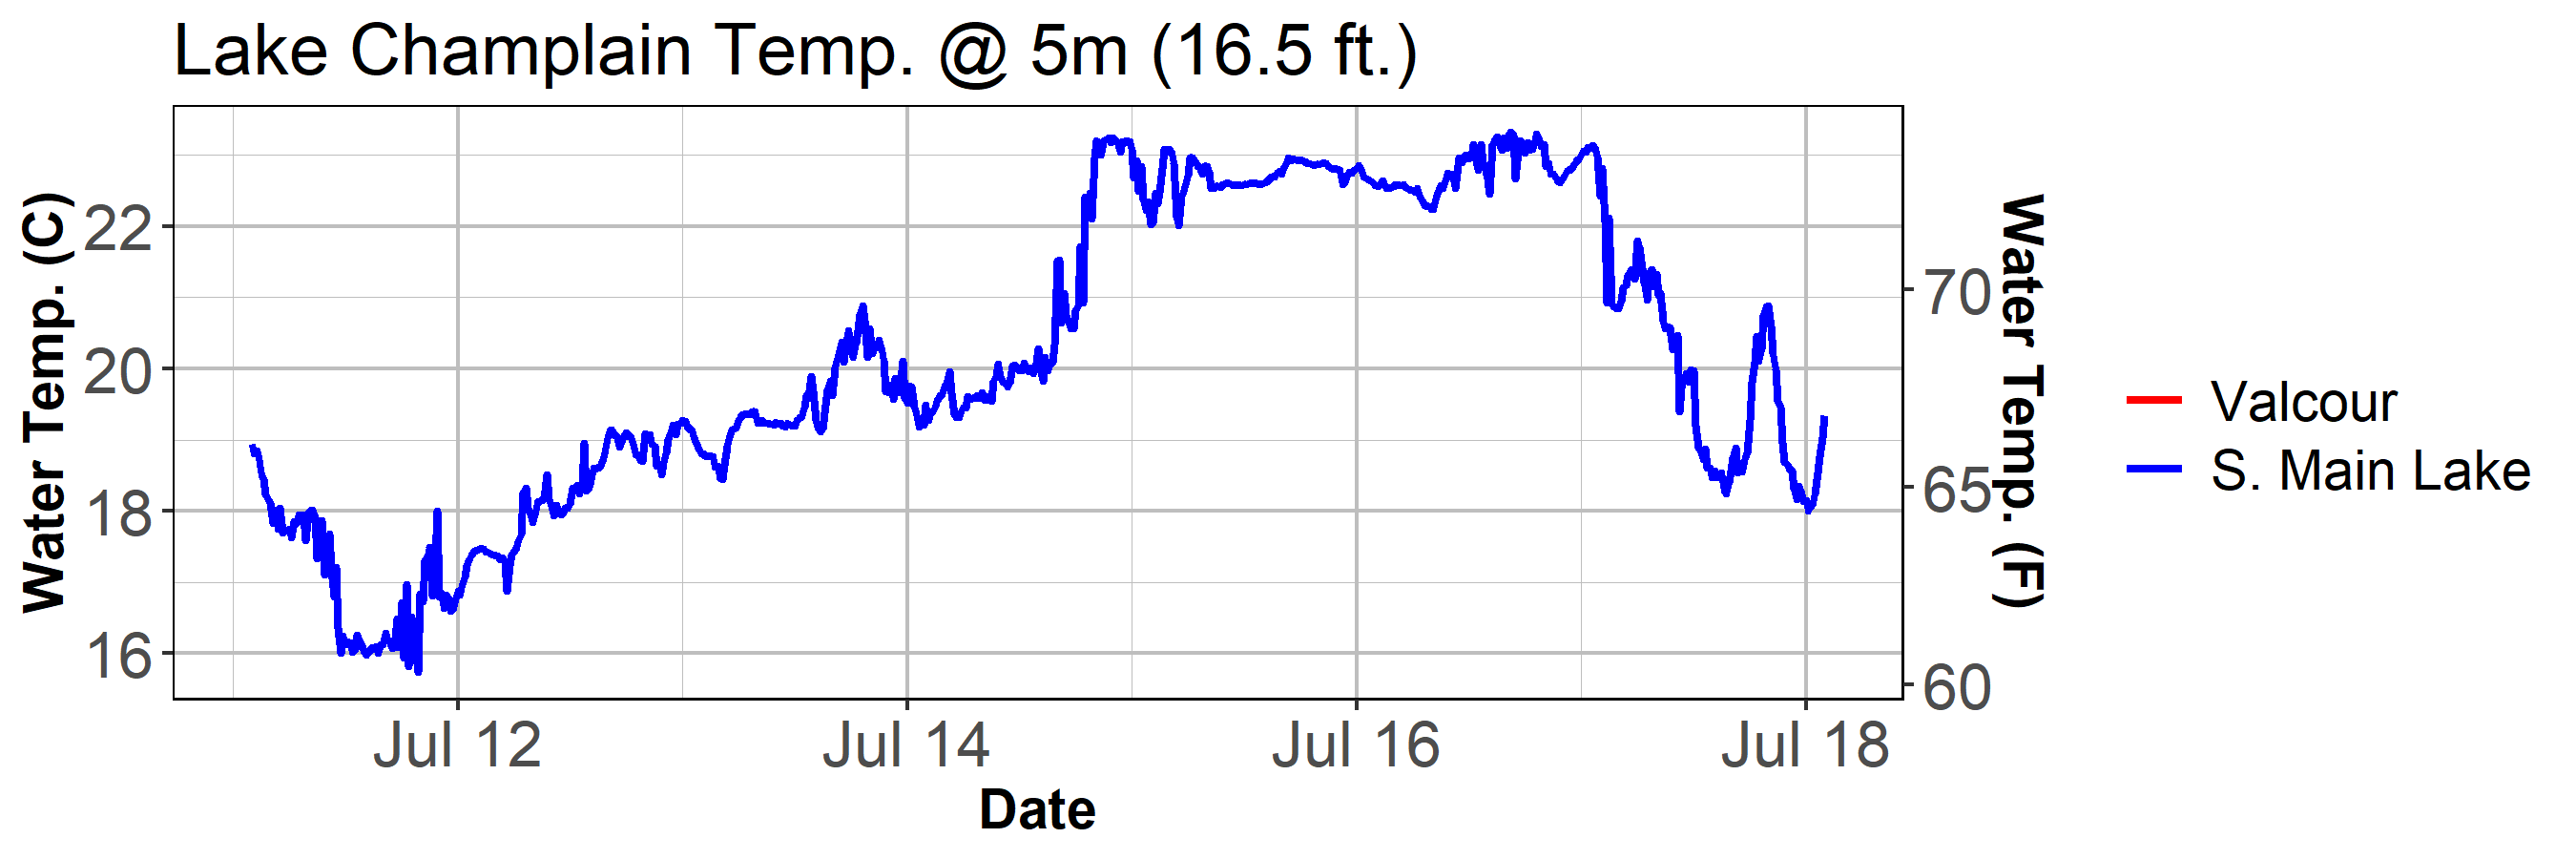 Lake Champlain Temp. @ 5m (16.5 ft.)
Water Temp. (C)
22
20
18
16
70
65
60
Water Temp. (F)
Jul 12
Jul 14
Jul 16
Jul 18
Date
Valcour
S. Main Lake